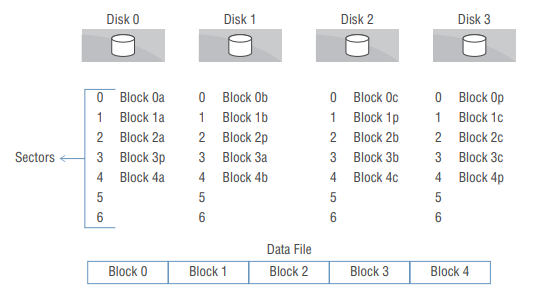 Disk 0 Disk 1 Disk 2 Disk 3
0 Block 0a 0 Block 0b 0 Block 0c 0 Block 0p
1 Block 1a 1 Block 1b 1 Block 1p 1 Block 1c
2 Block 2a 2 Block 2p 2 Block 2b 2 Block 2c
Sectors 3 Block 3p 3 Block 3a 3 Block 3b 3 Block 3c
4 Block 4a 4 Block 4b 4 Block 4c 4 Block 4p
5 5 5 5
6 6 6 6
Data File
Block 0 Block 1 Block 2 Block 3 Block 4